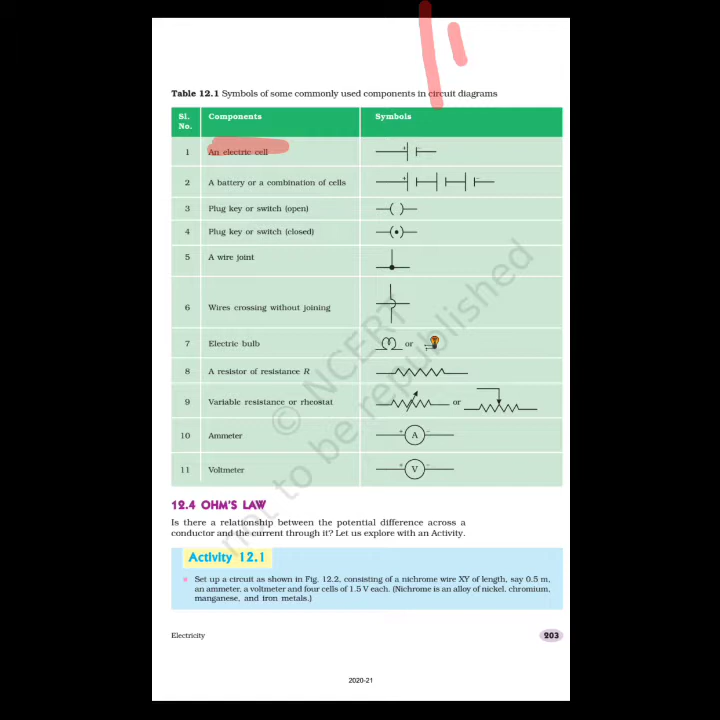 Table 12.1 Symbols of some commonly used components in circuit diagrams
Sl. No. Components Symbols
1 An electric cell + –
2 A battery or a combination of cells + –
3 Plug key or switch (open)
4 Plug key or switch (closed)
5 A wire joint
6 Wires crossing without joining
7 Electric bulb or
8 A resistor of resistance R
9 Variable resistance or rheostat or
10 Ammeter + A –
11 Voltmeter + V –
© NCERT
not to be republished
12.4 OHM'S LAW
Is there a relationship between the potential difference across a
conductor and the current through it? Let us explore with an Activity.
Activity 12.1
Set up a circuit as shown in Fig. 12.2, consisting of a nichrome wire XY of length, say 0.5 m,
an ammeter, a voltmeter and four cells of 1.5 V each. (Nichrome is an alloy of nickel, chromium,
manganese, and iron metals.)
Electricity 203
2020-21